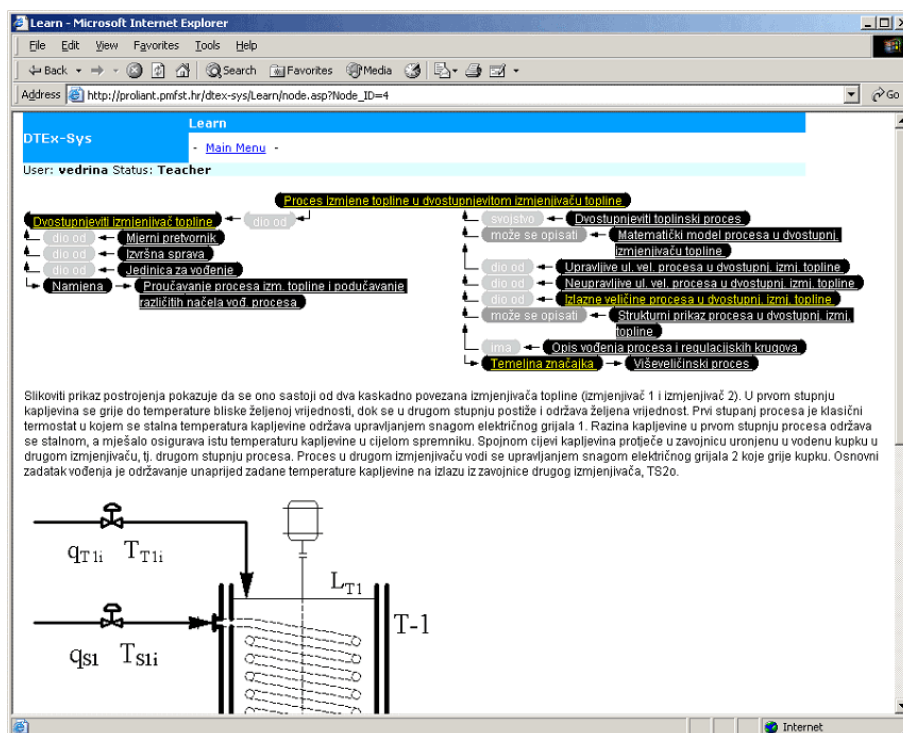 Learn - Microsoft Internet Explorer
File Edit View Favorites Tools Help
Back Search Favorites Media
Address http://proliant.pmfst.hr/dtex-sys/Learn/node.asp?Node_ID=4 Go
DTEx-Sys
Learn
- Main Menu -
User: vedrina Status: Teacher
Proces izmjene topline u dvostupnjevitom izmjenjivaču topline
Dvostupnjeviti izmjenjivač topline dio od
dio od Mjerni pretvornik
dio od Izvršna sprava
dio od Jedinica za vođenje
Namjena Proučavanje procesa izm. topline i podučavanje
različitih načela vođ. procesa
svojstvo Dvostupnjeviti toplinski proces
može se opisati Matematički model procesa u dvostupnj.
izmjenjivaču topline
dio od Upravljive ul. vel. procesa u dvostupnj. izmj. topline
dio od Neupravljive ul. vel. procesa u dvostupnj. izmj. topline
dio od Izlazne veličine procesa u dvostupnj. izmj. topline
može se opisati Strukturni prikaz procesa u dvostupnj. izmj.
topline
ima Opis vođenja procesa i regulacijskih krugova
Temeljna značajka Viševeličinski proces
Slikoviti prikaz postrojenja pokazuje da se ono sastoji od dva kaskadno povezana izmjenjivača topline (izmjenjivač 1 i izmjenjivač 2). U prvom stupnju
kapljevina se grije do temperature bliske željenoj vrijednosti, dok se u drugom stupnju postiže i održava željena vrijednost. Prvi stupanj procesa je klasični
termostat u kojem se stalna temperatura kapljevine održava upravljanjem snagom električnog grijala 1. Razina kapljevine u prvom stupnju procesa održava
se stalnom, a mješalo osigurava istu temperaturu kapljevine u cijelom spremniku. Spojnom cijevi kapljevina protječe u zavojnicu uronjenu u vodenu kupku u
drugom izmjenjivaču, tj. drugom stupnju procesa. Proces u drugom izmjenjivaču vodi se upravljanjem snagom električnog grijala 2 koje grije kupku. Osnovni
zadatak vođenja je održavanje unaprijed zadane temperature kapljevine na izlazu iz zavojnice drugog izmjenjivača, TS2o.
qT1i TT1i
LT1
T-1
qS1 TS1i
Internet